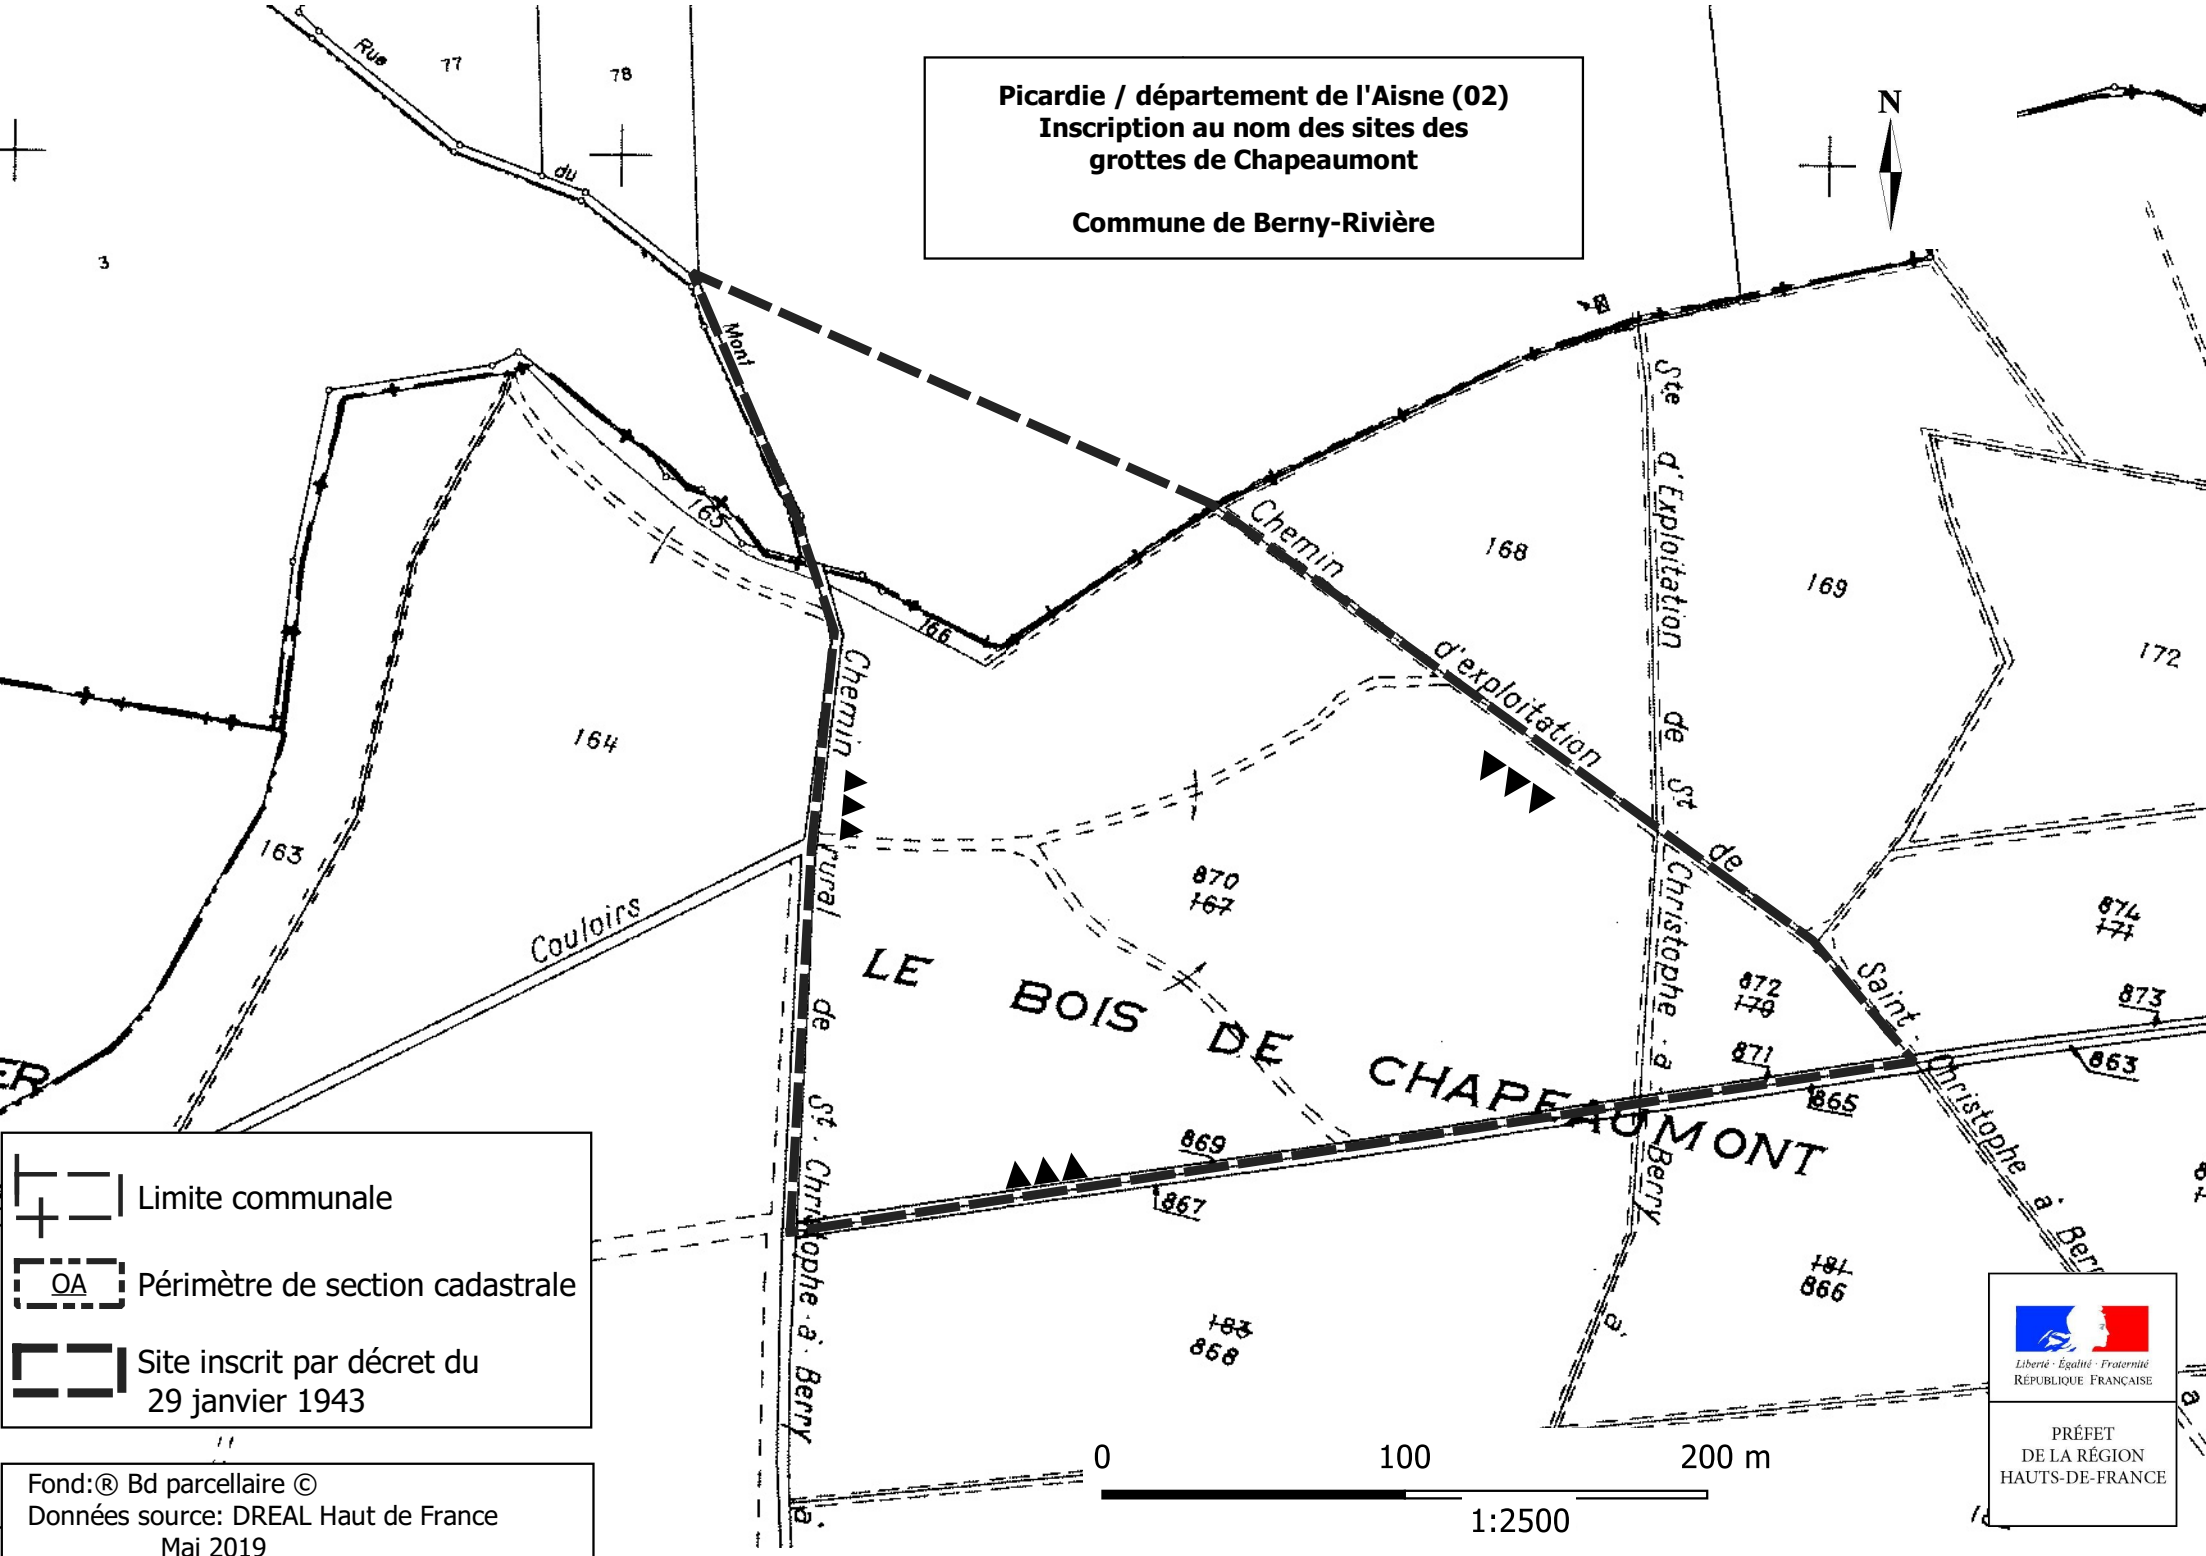 Picardie / département de l'Aisne (02)
Inscription au nom des sites des
grottes de Chapeaumont
Commune de Berny-Rivière
N
Rue
77
78
du
3
Mont
165
166
164
163
Chemin
rural
de
St. Christophe à Berry
à
Couloirs
Chemin
d'exploitation
de
Saint
Christophe
à
168
Ste
d'Exploitation
de
St
Christophe
à
Berry
à
169
172
870
167
LE BOIS DE CHAPEAUMONT
872
179
871
865
874
171
873
863
869
867
181
866
183
868
ER
Limite communale
OA
Périmètre de section cadastrale
Site inscrit par décret du
29 janvier 1943
Fond:® Bd parcellaire ©
Données source: DREAL Haut de France
Mai 2019
0 100 200 m
1:2500
Liberté · Égalité · Fraternité
RÉPUBLIQUE FRANÇAISE
PRÉFET
DE LA RÉGION
HAUTS-DE-FRANCE